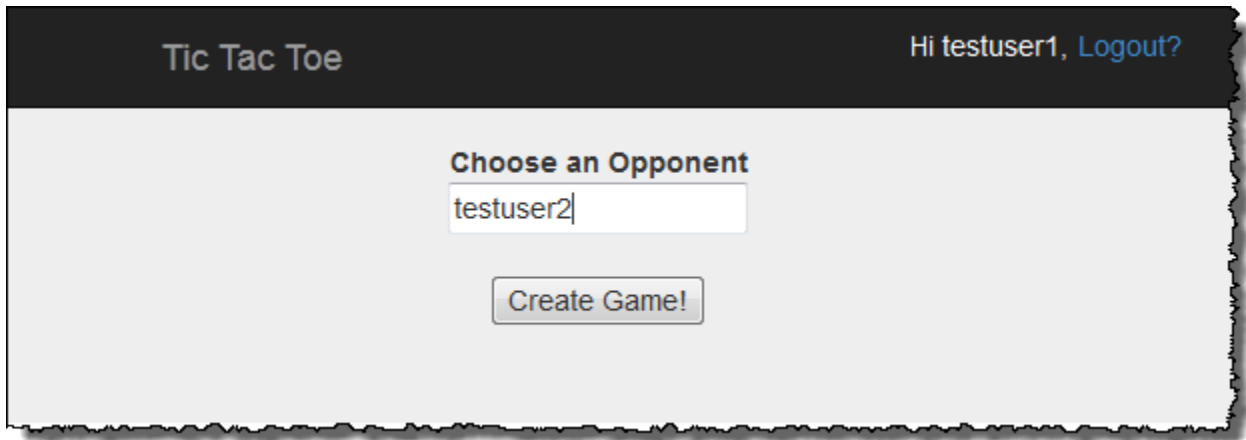 Tic Tac Toe
Hi testuser1, Logout?
Choose an Opponent
testuser2
Create Game!